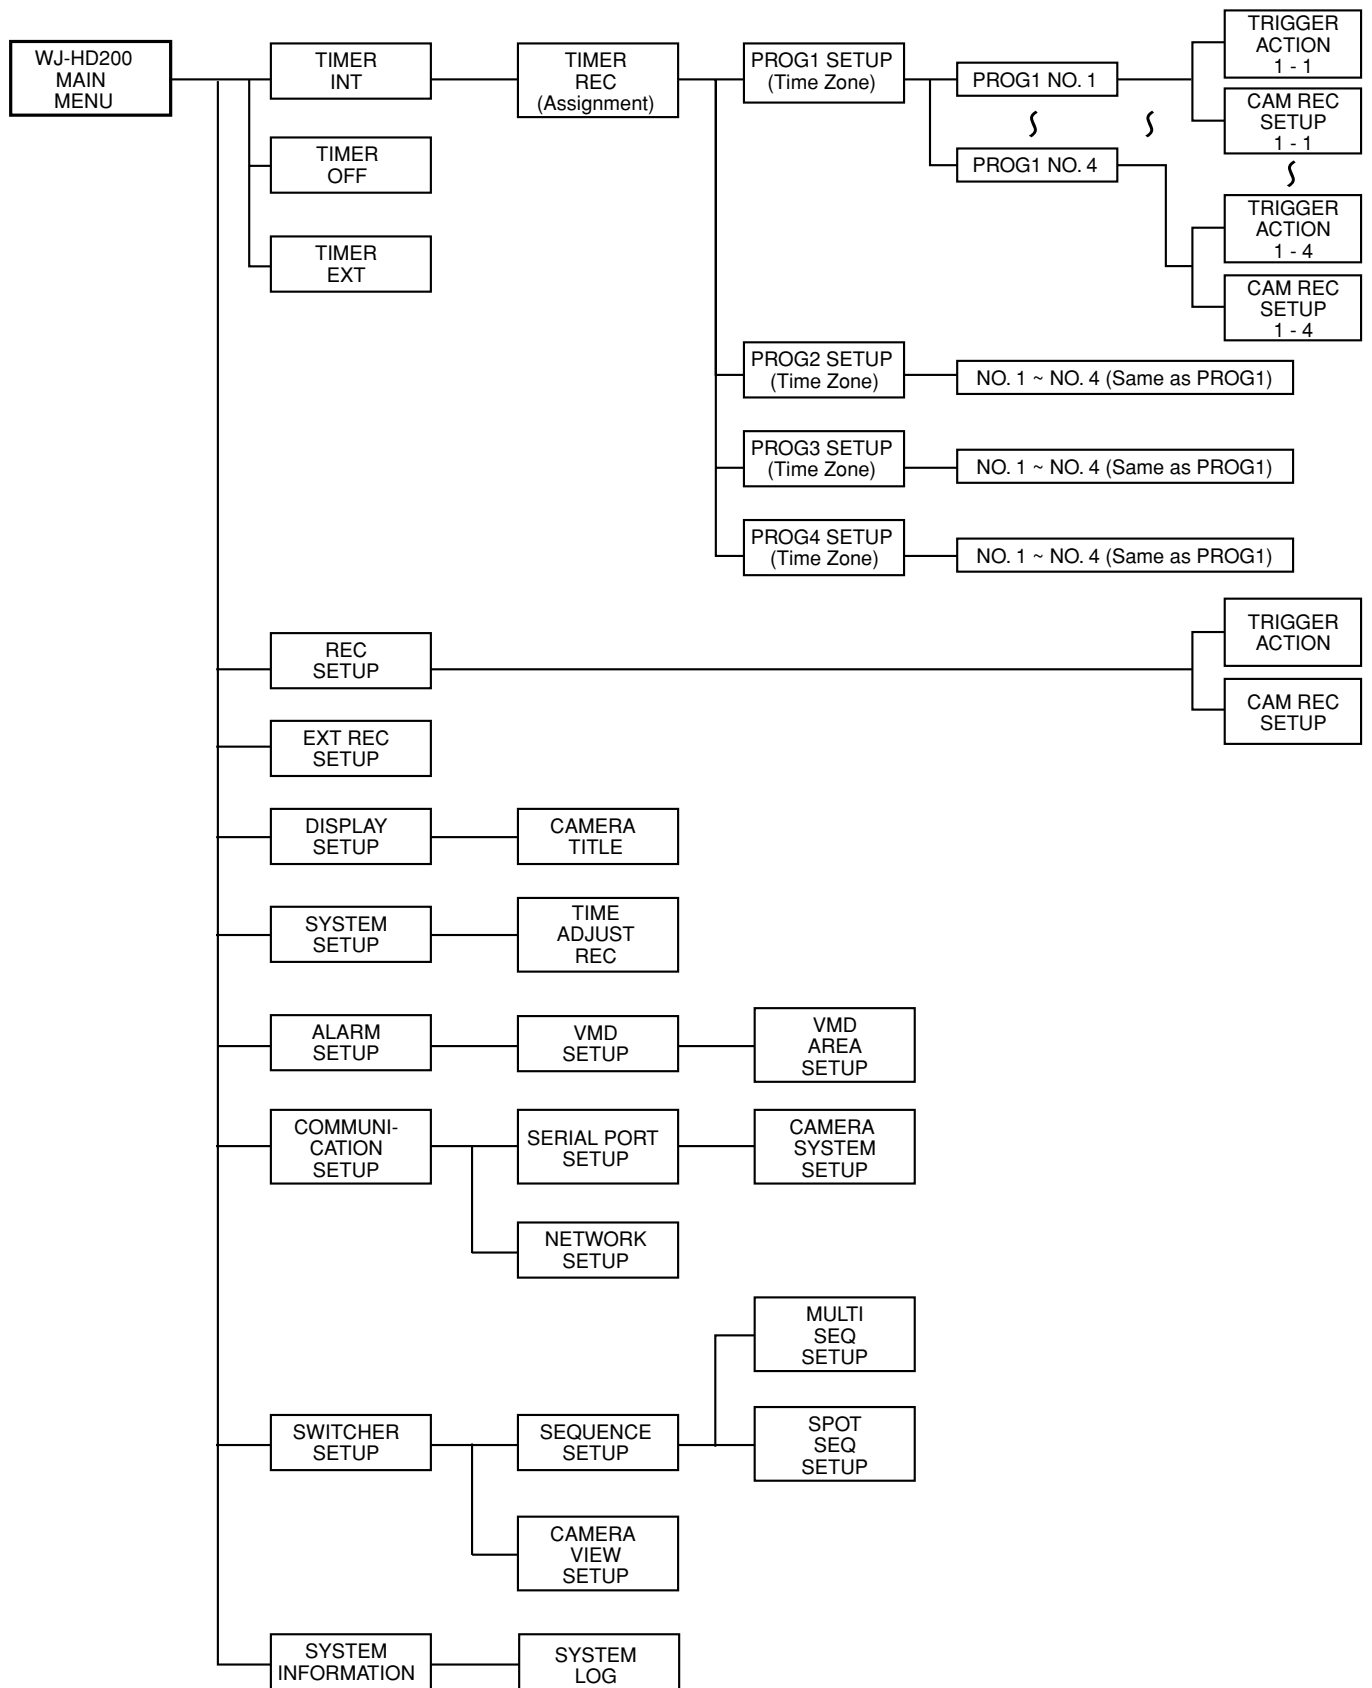 WJ-HD200
MAIN
MENU
TIMER
INT
TIMER
REC
(Assignment)
PROG1 SETUP
(Time Zone)
PROG1 NO. 1
TRIGGER
ACTION
1 - 1
CAM REC
SETUP
1 - 1
PROG1 NO. 4
TRIGGER
ACTION
1 - 4
CAM REC
SETUP
1 - 4
TIMER
OFF
TIMER
EXT
PROG2 SETUP
(Time Zone)
NO. 1 ~ NO. 4 (Same as PROG1)
PROG3 SETUP
(Time Zone)
NO. 1 ~ NO. 4 (Same as PROG1)
PROG4 SETUP
(Time Zone)
NO. 1 ~ NO. 4 (Same as PROG1)
REC
SETUP
TRIGGER
ACTION
CAM REC
SETUP
EXT REC
SETUP
DISPLAY
SETUP
CAMERA
TITLE
SYSTEM
SETUP
TIME
ADJUST
REC
ALARM
SETUP
VMD
SETUP
VMD
AREA
SETUP
COMMUNI-
CATION
SETUP
SERIAL PORT
SETUP
CAMERA
SYSTEM
SETUP
NETWORK
SETUP
SWITCHER
SETUP
SEQUENCE
SETUP
MULTI
SEQ
SETUP
SPOT
SEQ
SETUP
CAMERA
VIEW
SETUP
SYSTEM
INFORMATION
SYSTEM
LOG